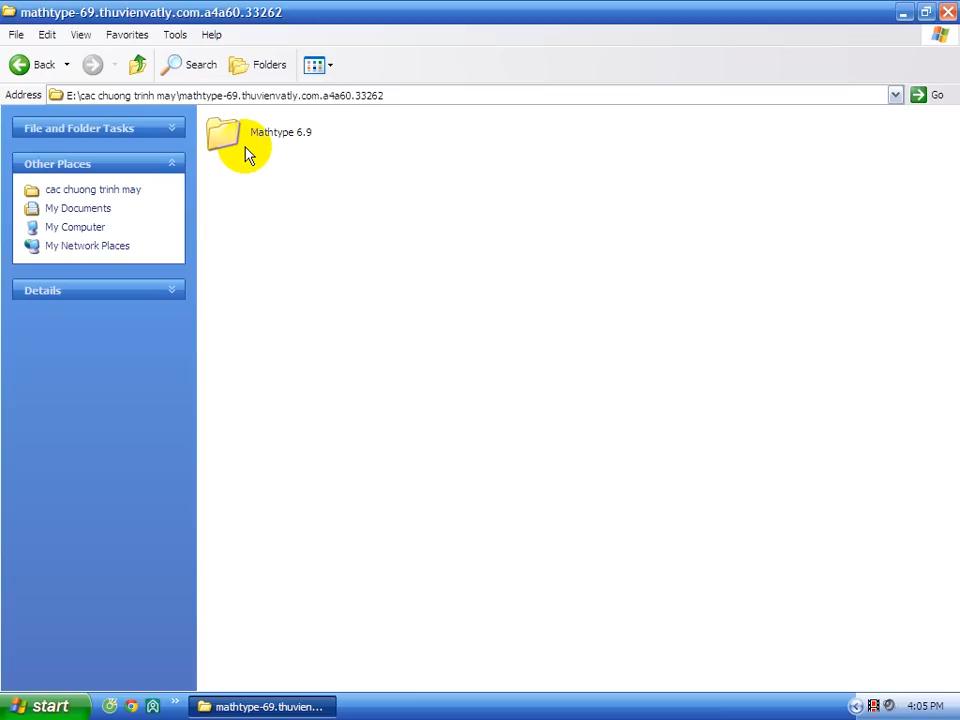 mathtype-69.thuvienvatly.com.a4a60.33262
File Edit View Favorites Tools Help
Back Search Folders
Address E:\cac chuong trinh may\mathtype-69.thuvienvatly.com.a4a60.33262 Go
File and Folder Tasks
Mathtype 6.9
Other Places
cac chuong trinh may
My Documents
My Computer
My Network Places
Details
start
mathtype-69.thuvien...
4:05 PM